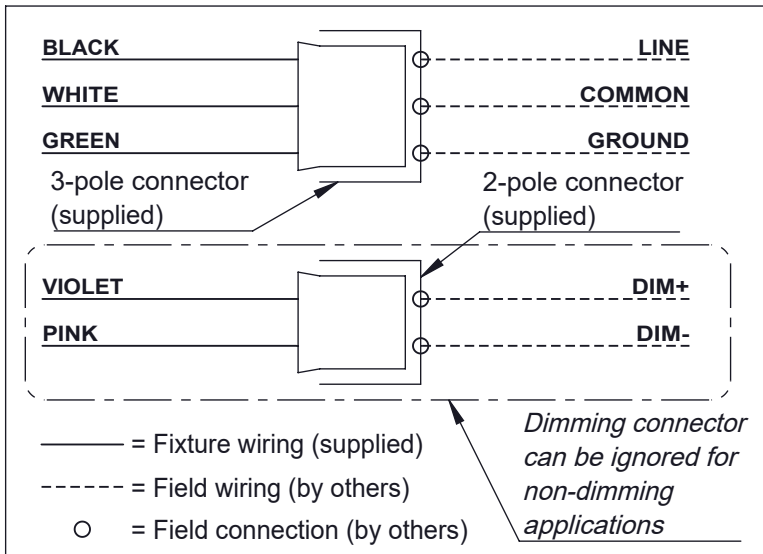 BLACK LINE
WHITE COMMON
GREEN GROUND
3-pole connector
(supplied)
2-pole connector
(supplied)
VIOLET DIM+
PINK DIM-
= Fixture wiring (supplied)
= Field wiring (by others)
= Field connection (by others)
Dimming connector
can be ignored for
non-dimming
applications